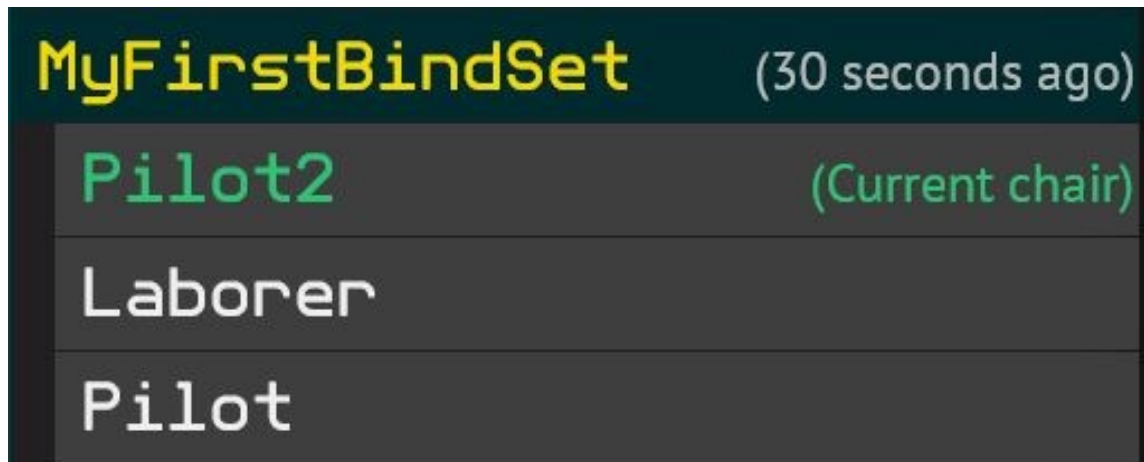 MyFirstBindSet (30 seconds ago)
Pilot2 (Current chair)
Laborer
Pilot